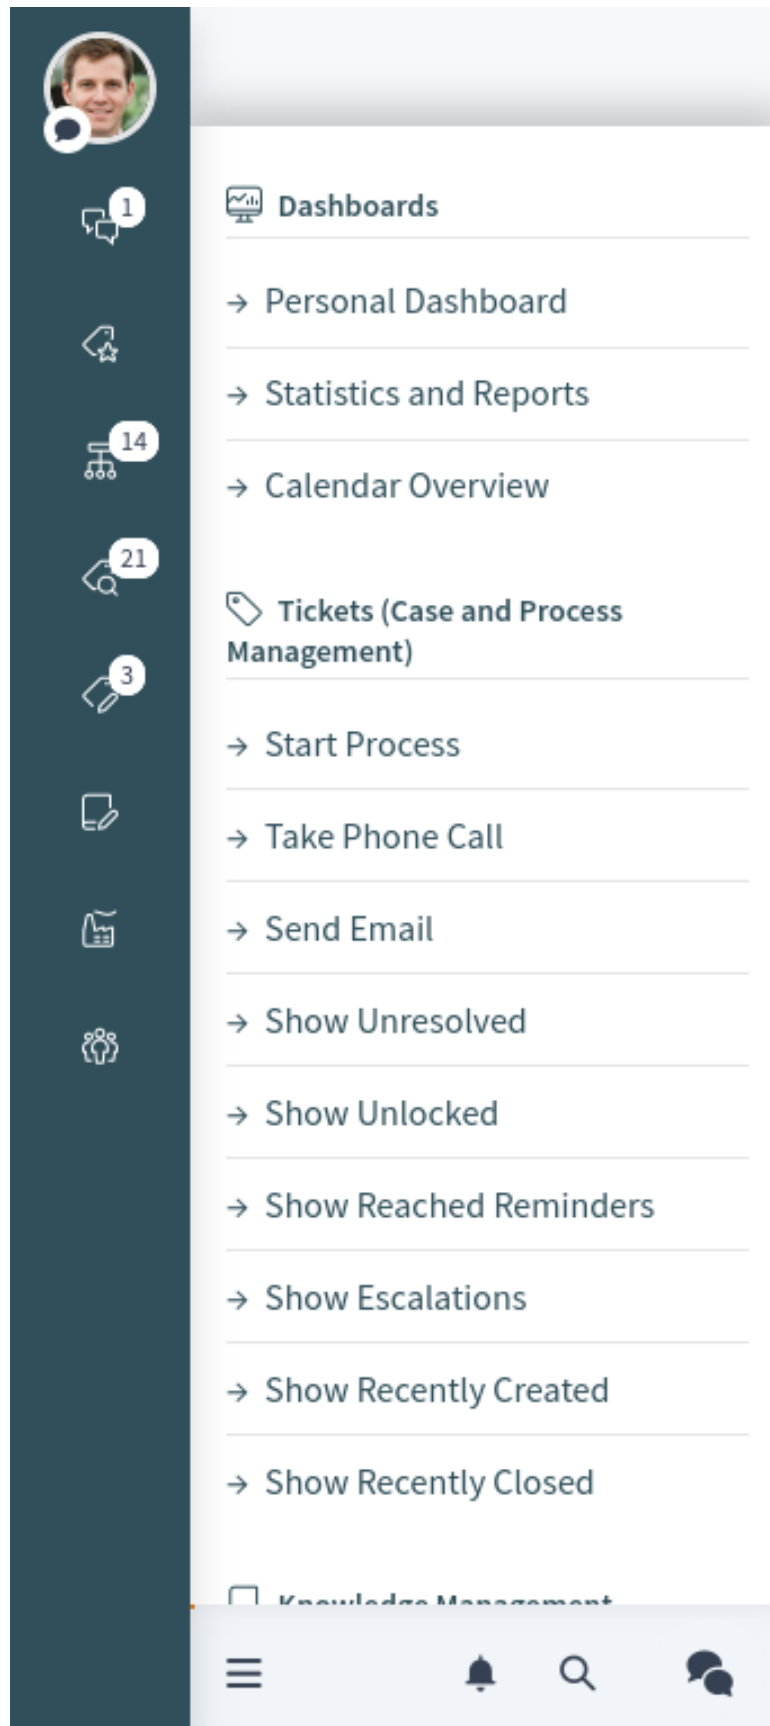 1
14
21
3
Dashboards
Personal Dashboard
Statistics and Reports
Calendar Overview
Tickets (Case and Process
Management)
Start Process
Take Phone Call
Send Email
Show Unresolved
Show Unlocked
Show Reached Reminders
Show Escalations
Show Recently Created
Show Recently Closed
Knowledge Management